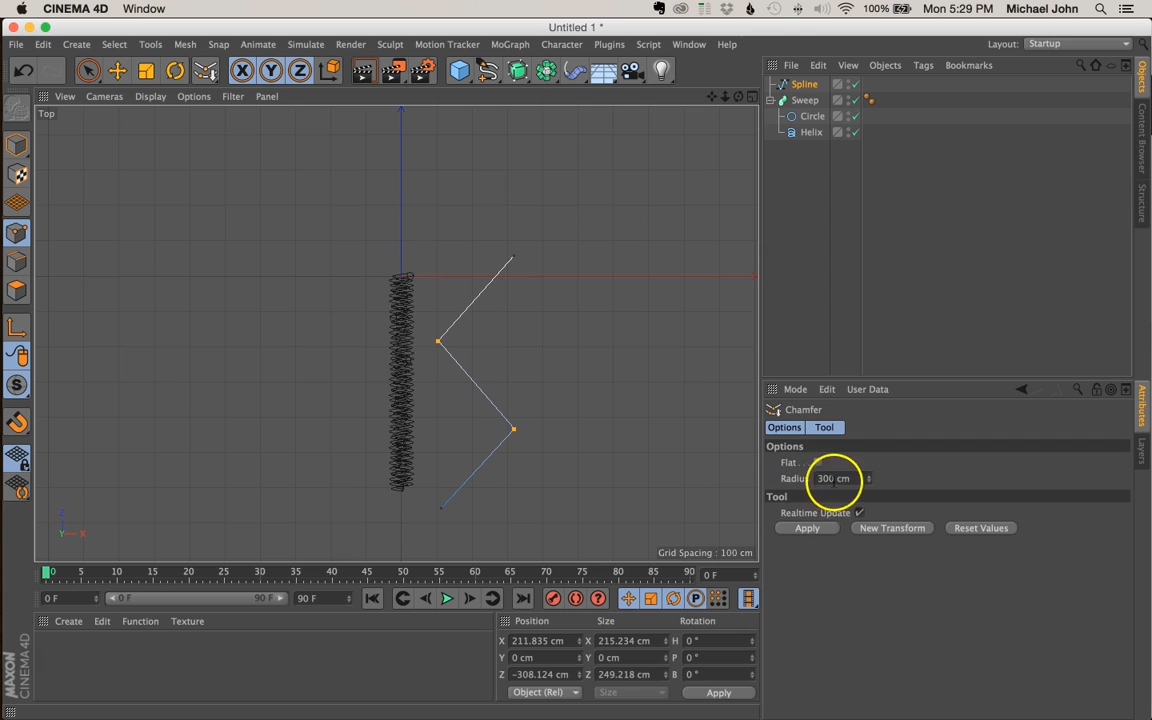 CINEMA 4D Window 100% Mon 5:29 PM Michael John
Untitled 1 *
File Edit Create Select Tools Mesh Snap Animate Simulate Render Sculpt Motion Tracker MoGraph Character Plugins Script Window Help Layout: Startup
X Y Z
File Edit View Objects Tags Bookmarks
View Cameras Display Options Filter Panel
Top
Spline
Sweep
Circle
Helix
Objects
Content Browser
Structure
Mode Edit User Data
Chamfer
Options Tool
Options
Flat
Radius 300 cm
Tool
Realtime Update
Apply New Transform Reset Values
Attributes
Layers
Z
Y X
Grid Spacing : 100 cm
0 5 10 15 20 25 30 35 40 45 50 55 60 65 70 75 80 85 90 0 F
0 F 0 F 90 F 90 F
Create Edit Function Texture
Position Size Rotation
X 211.835 cm X 215.234 cm H 0 °
Y 0 cm Y 0 cm P 0 °
Z -308.124 cm Z 249.218 cm B 0 °
Object (Rel) Size Apply
MAXON
CINEMA 4D